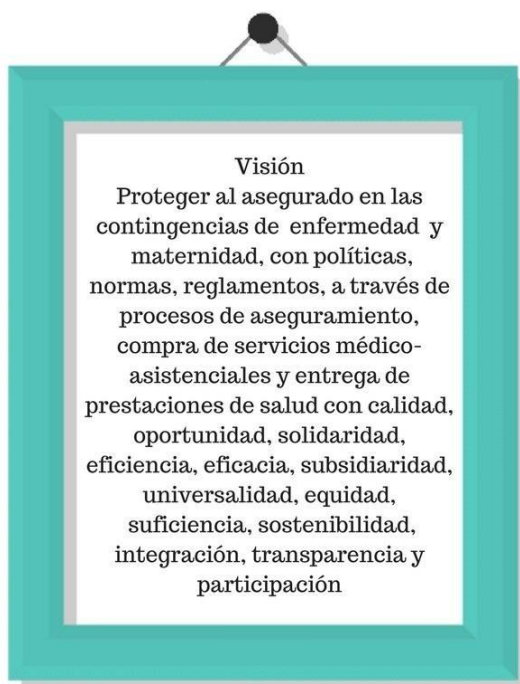 Visión
Proteger al asegurado en las
contingencias de enfermedad y
maternidad, con políticas,
normas, reglamentos, a través de
procesos de aseguramiento,
compra de servicios médico-
asistenciales y entrega de
prestaciones de salud con calidad,
oportunidad, solidaridad,
eficiencia, eficacia, subsidiaridad,
universalidad, equidad,
suficiencia, sostenibilidad,
integración, transparencia y
participación